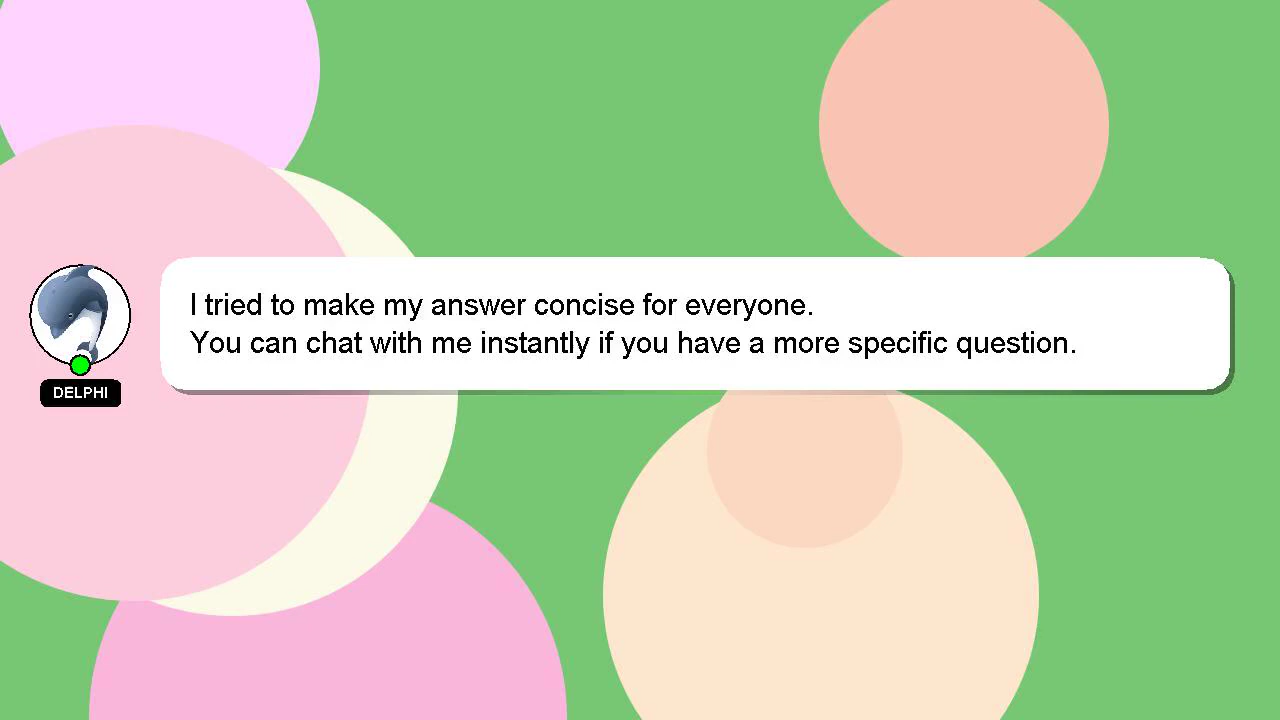 I tried to make my answer concise for everyone.
You can chat with me instantly if you have a more specific question.
DELPHI